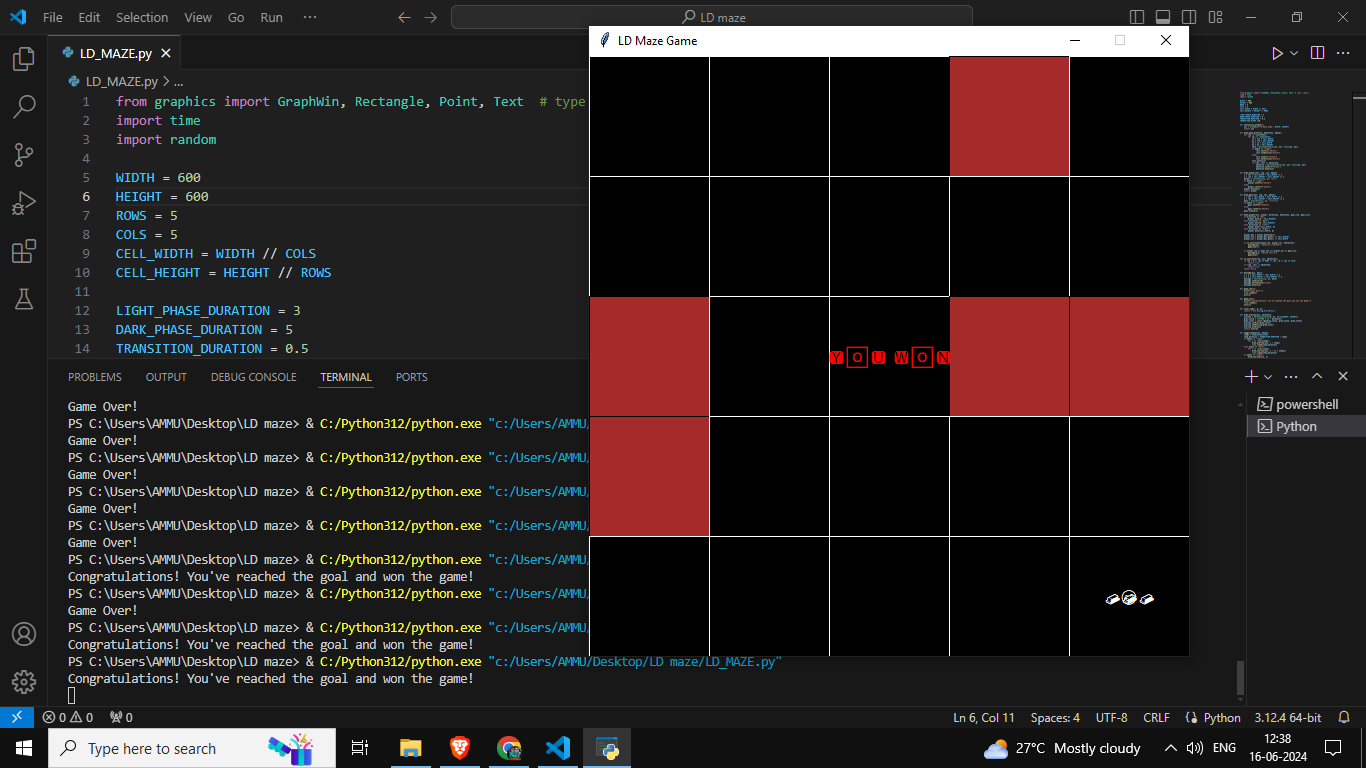 File Edit Selection View Go Run ··· LD maze
LD Maze Game
LD_MAZE.py
LD_MAZE.py > ...
1 from graphics import GraphWin, Rectangle, Point, Text # type
2 import time
3 import random
4
5 WIDTH = 600
6 HEIGHT = 600
7 ROWS = 5
8 COLS = 5
9 CELL_WIDTH = WIDTH // COLS
10 CELL_HEIGHT = HEIGHT // ROWS
11
12 LIGHT_PHASE_DURATION = 3
13 DARK_PHASE_DURATION = 5
14 TRANSITION_DURATION = 0.5
YOU WON
PROBLEMS OUTPUT DEBUG CONSOLE TERMINAL PORTS
powershell
Python
Game Over!
PS C:\Users\AMMU\Desktop\LD maze> & C:/Python312/python.exe "c:/Users/AMMU/
Game Over!
PS C:\Users\AMMU\Desktop\LD maze> & C:/Python312/python.exe "c:/Users/AMMU/
Game Over!
PS C:\Users\AMMU\Desktop\LD maze> & C:/Python312/python.exe "c:/Users/AMMU/
Game Over!
PS C:\Users\AMMU\Desktop\LD maze> & C:/Python312/python.exe "c:/Users/AMMU/
Game Over!
PS C:\Users\AMMU\Desktop\LD maze> & C:/Python312/python.exe "c:/Users/AMMU/
Congratulations! You've reached the goal and won the game!
PS C:\Users\AMMU\Desktop\LD maze> & C:/Python312/python.exe "c:/Users/AMMU/
Game Over!
PS C:\Users\AMMU\Desktop\LD maze> & C:/Python312/python.exe "c:/Users/AMMU/
Congratulations! You've reached the goal and won the game!
PS C:\Users\AMMU\Desktop\LD maze> & C:/Python312/python.exe "c:/Users/AMMU/Desktop/LD maze/LD_MAZE.py"
Congratulations! You've reached the goal and won the game!
0 0 0 Ln 6, Col 11 Spaces: 4 UTF-8 CRLF Python 3.12.4 64-bit
Type here to search 27°C Mostly cloudy ENG 12:38
16-06-2024